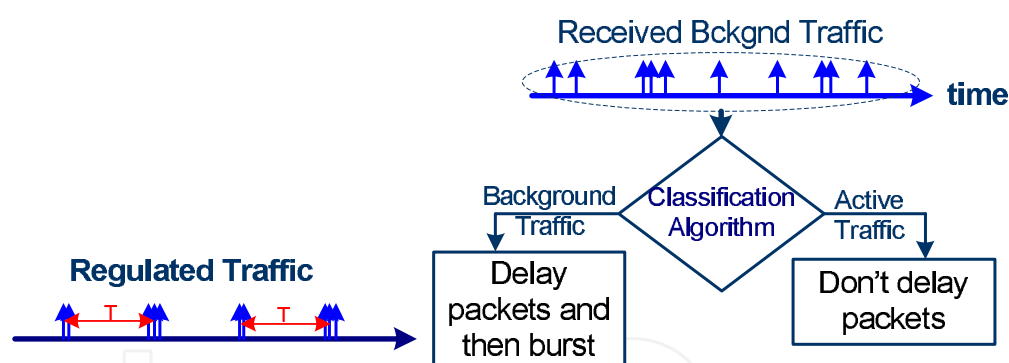 Received Bckgnd Traffic
time
Background
Traffic
Classification
Algorithm
Active
Traffic
Regulated Traffic
T
T
Delay
packets and
then burst
Don't delay
packets